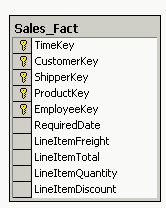 Sales_Fact
TimeKey
CustomerKey
ShipperKey
ProductKey
EmployeeKey
RequiredDate
LineItemFreight
LineItemTotal
LineItemQuantity
LineItemDiscount